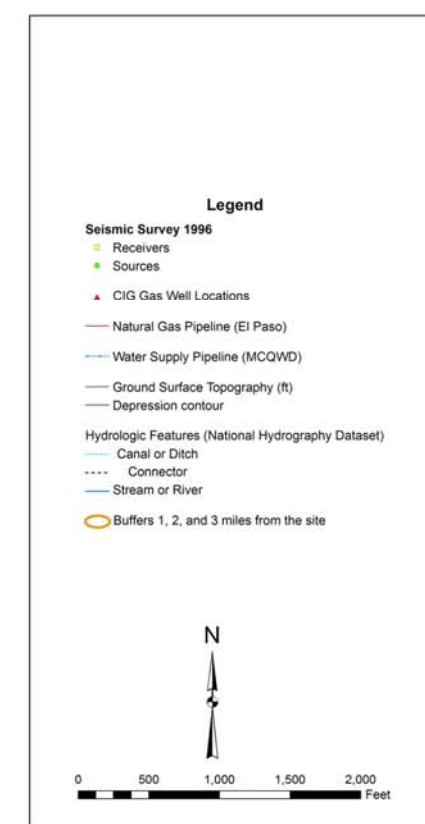 Legend
Seismic Survey 1996
Receivers
Sources
CIG Gas Well Locations
Natural Gas Pipeline (El Paso)
Water Supply Pipeline (MCQWD)
Ground Surface Topography (ft)
Depression contour
Hydrologic Features (National Hydrography Dataset)
Canal or Ditch
Connector
Stream or River
Buffers 1, 2, and 3 miles from the site
N
0 500 1,000 1,500 2,000
Feet